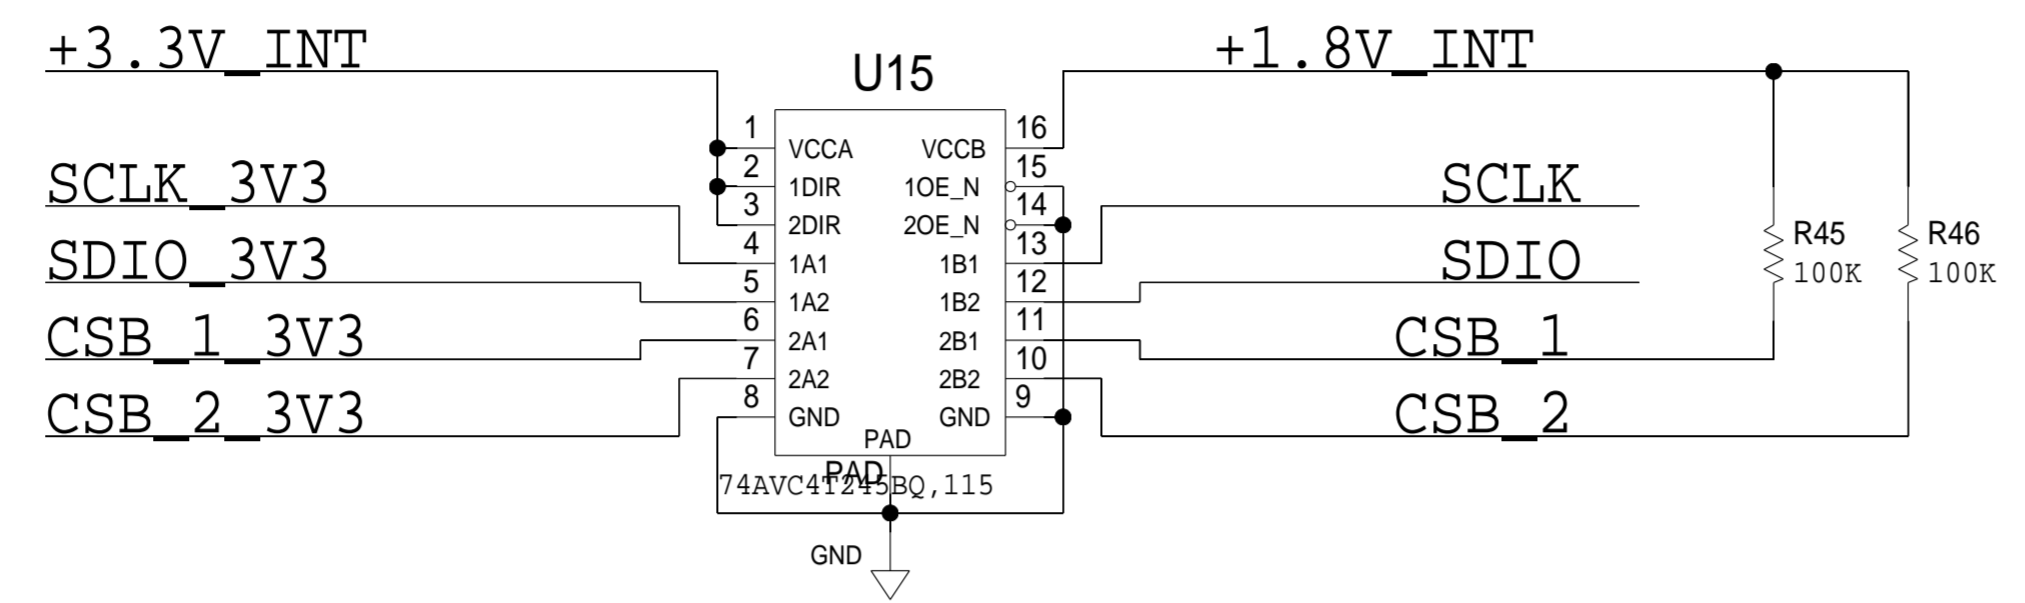 +3.3V_INT
+1.8V_INT
U15
1
16
VCCA
VCCB
2
15
1DIR
1OE_N
SCLK_3V3
SCLK
3
14
2DIR
2OE_N
R45
R46
4
13
1A1
1B1
SDIO_3V3
SDIO
100K
100K
5
12
1A2
1B2
6
11
2A1
2B1
CSB_1_3V3
CSB_1
7
10
2A2
2B2
8
9
GND
GND
CSB_2_3V3
CSB_2
PAD
PAD
74AVC4T245BQ,115
GND